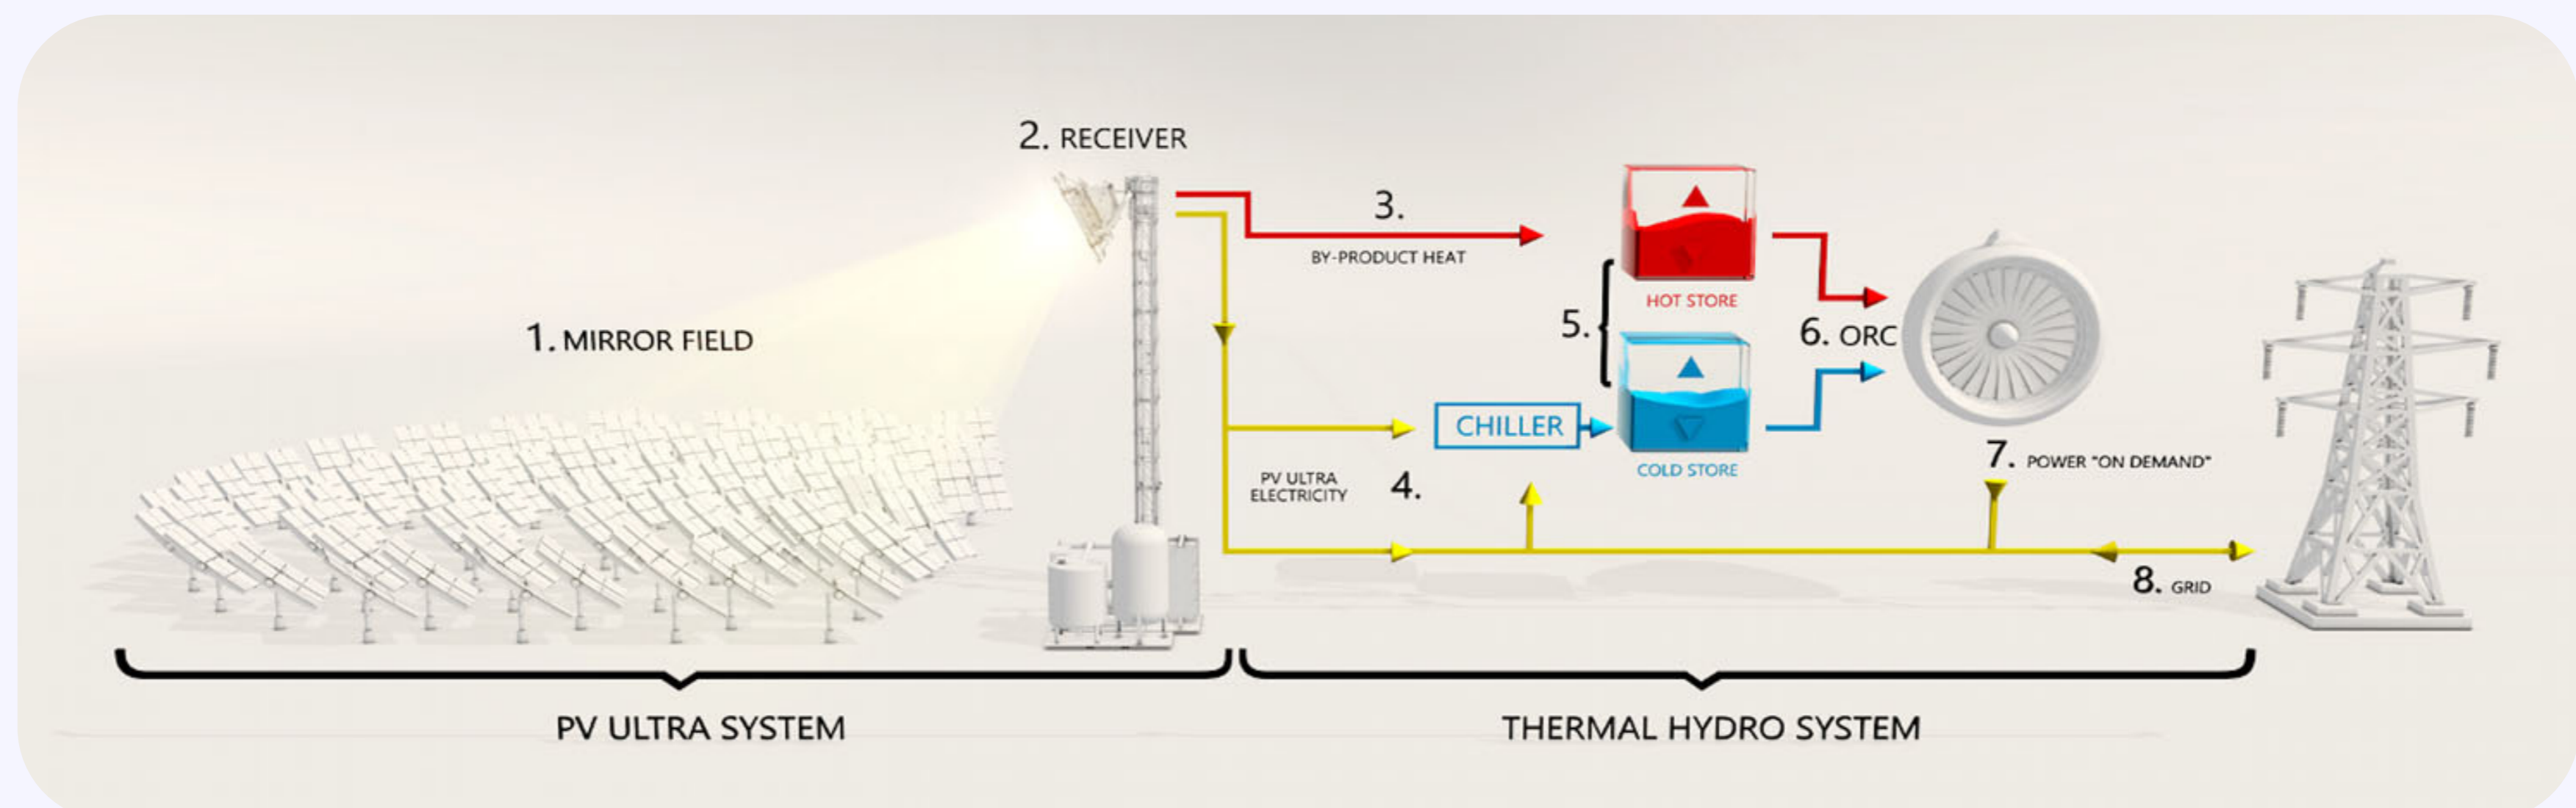 2. RECEIVER
3.
BY-PRODUCT HEAT
HOT STORE
1. MIRROR FIELD
5.
6. ORC
CHILLER
COLD STORE
PV ULTRA
ELECTRICITY
4.
7. POWER "ON DEMAND"
8. GRID
PV ULTRA SYSTEM
THERMAL HYDRO SYSTEM